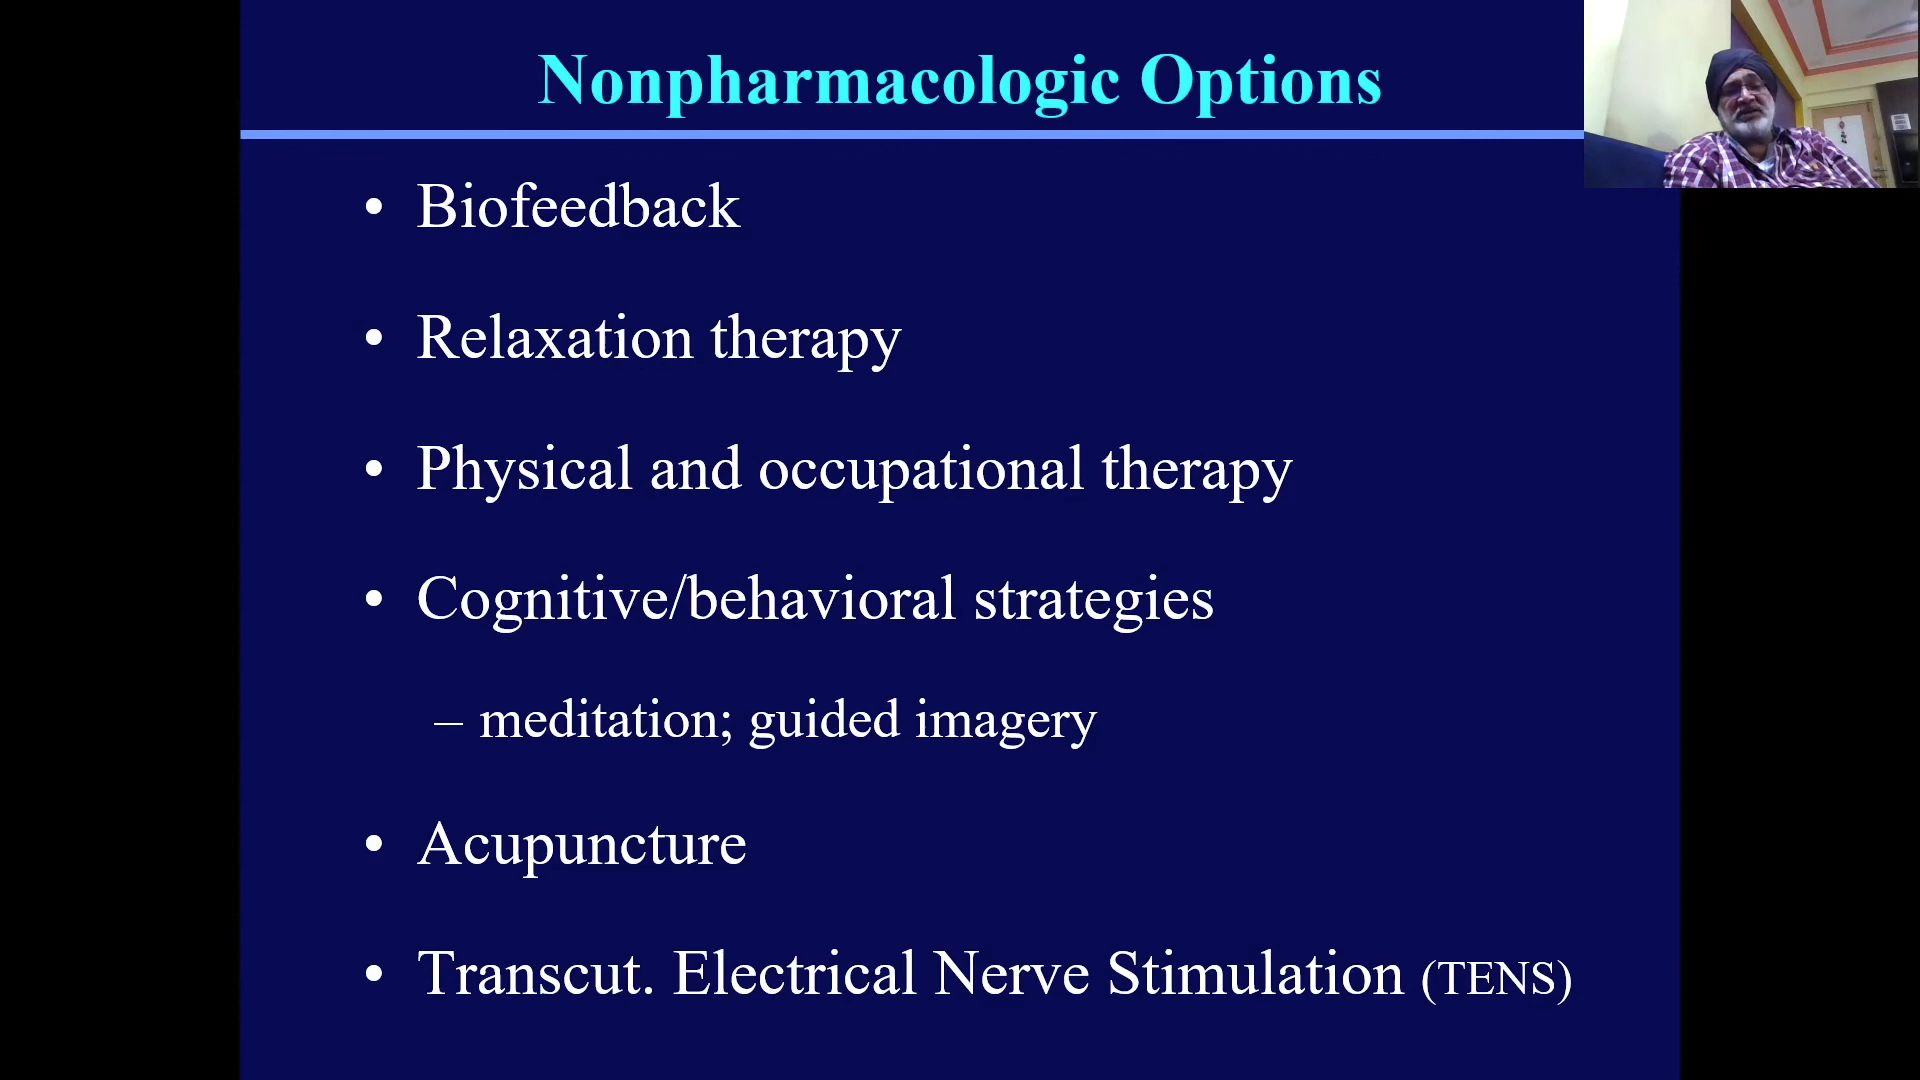 Nonpharmacologic Options
• Biofeedback
• Relaxation therapy
• Physical and occupational therapy
• Cognitive/behavioral strategies
– meditation; guided imagery
• Acupuncture
• Transcut. Electrical Nerve Stimulation (TENS)